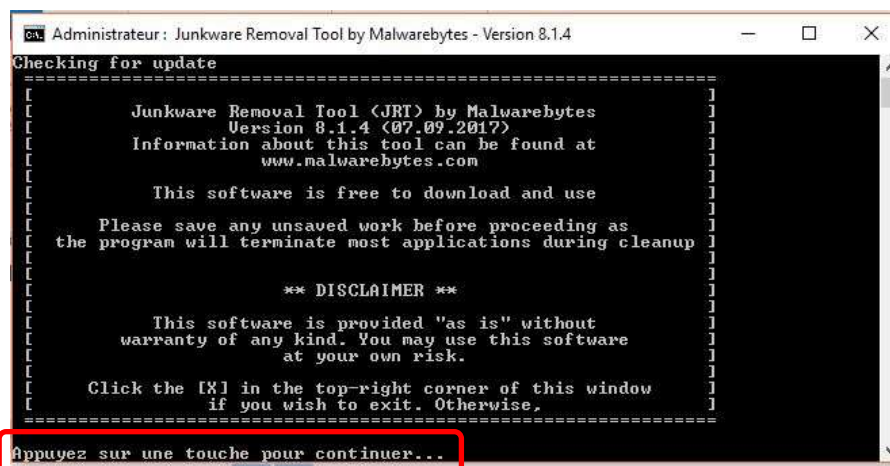 Administrateur : Junkware Removal Tool by Malwarebytes - Version 8.1.4
Checking for update
================================================================
[ ]
[ Junkware Removal Tool (JRT) by Malwarebytes ]
[ Version 8.1.4 (07.09.2017) ]
[ Information about this tool can be found at ]
[ www.malwarebytes.com ]
[ ]
[ This software is free to download and use ]
[ ]
[ Please save any unsaved work before proceeding as ]
[ the program will terminate most applications during cleanup ]
[ ]
[ ]
[ ** DISCLAIMER ** ]
[ ]
[ This software is provided "as is" without ]
[ warranty of any kind. You may use this software ]
[ at your own risk. ]
[ ]
[ Click the [X] in the top-right corner of this window ]
[ if you wish to exit. Otherwise, ]
================================================================
Appuyez sur une touche pour continuer...